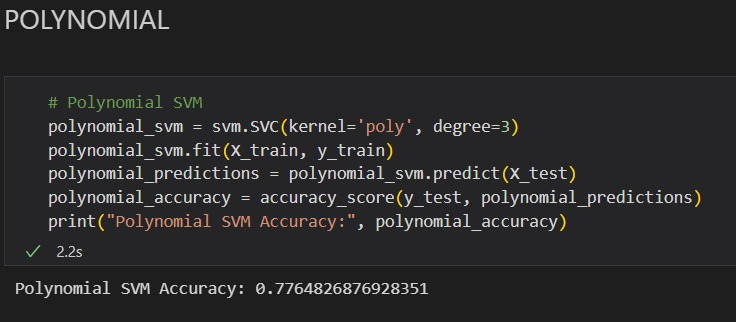 POLYNOMIAL
# Polynomial SVM
polynomial_svm = svm.SVC(kernel='poly', degree=3)
polynomial_svm.fit(X_train, y_train)
polynomial_predictions = polynomial_svm.predict(X_test)
polynomial_accuracy = accuracy_score(y_test, polynomial_predictions)
print("Polynomial SVM Accuracy:", polynomial_accuracy)
2.2s
Polynomial SVM Accuracy: 0.7764826876928351